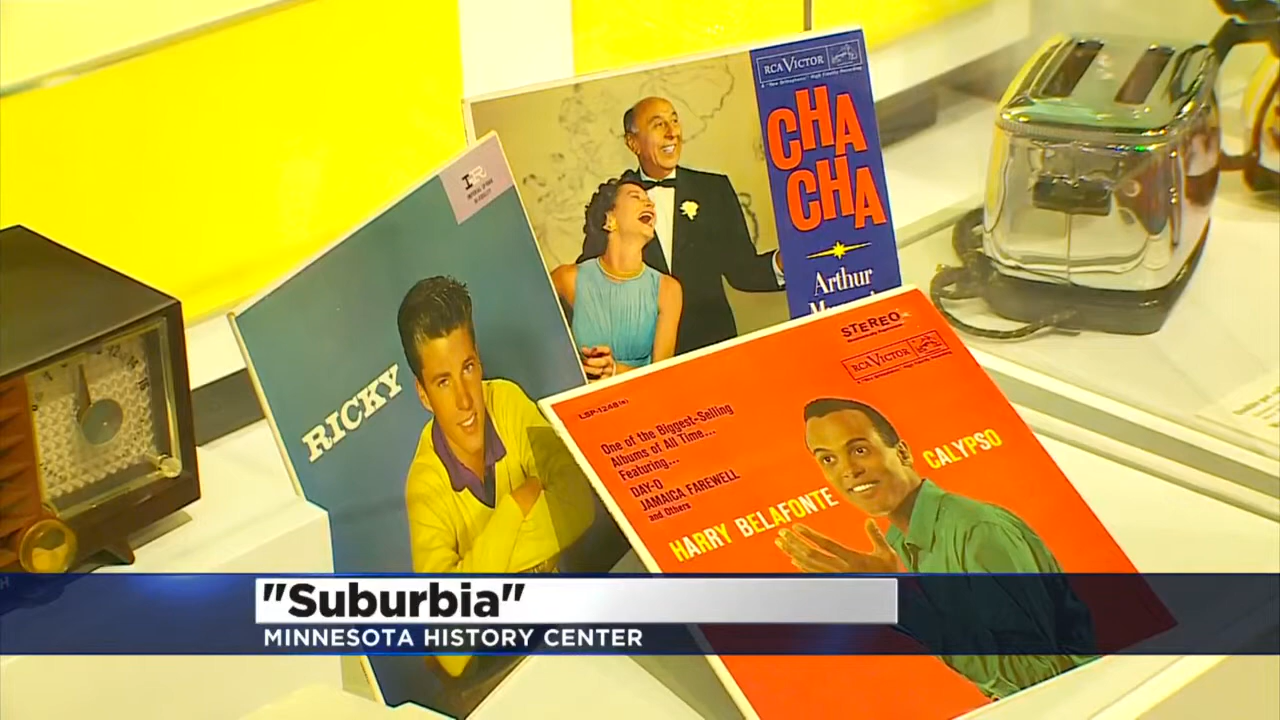 RCA VICTOR
CHA
CHA
Arthur
IR
RICKY
STEREO
RCA VICTOR
LSP-1248(e)
One of the Biggest-Selling
Albums of All Time...
Featuring...
DAY-O
JAMAICA FAREWELL
and Others
HARRY BELAFONTE
CALYPSO
"Suburbia"
MINNESOTA HISTORY CENTER